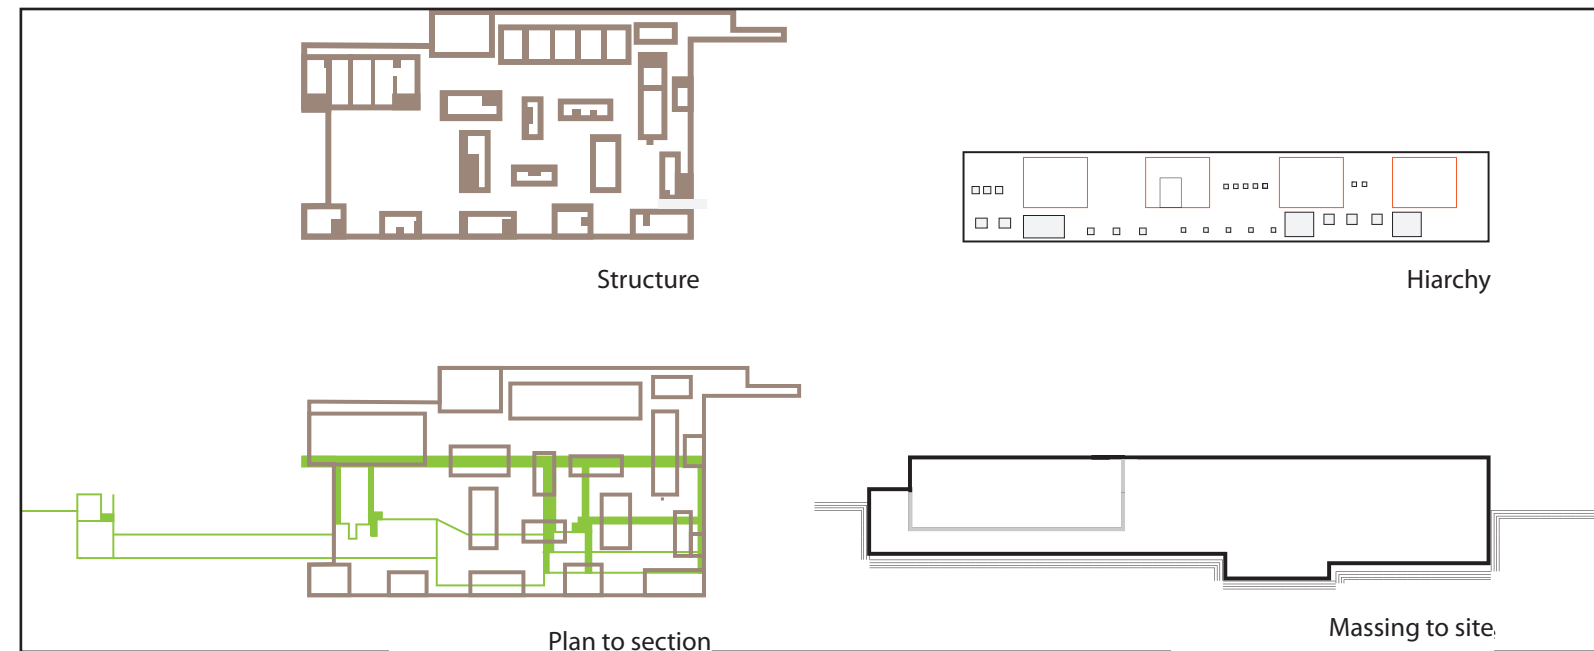 Structure
Hiarchy
Plan to section
Massing to site